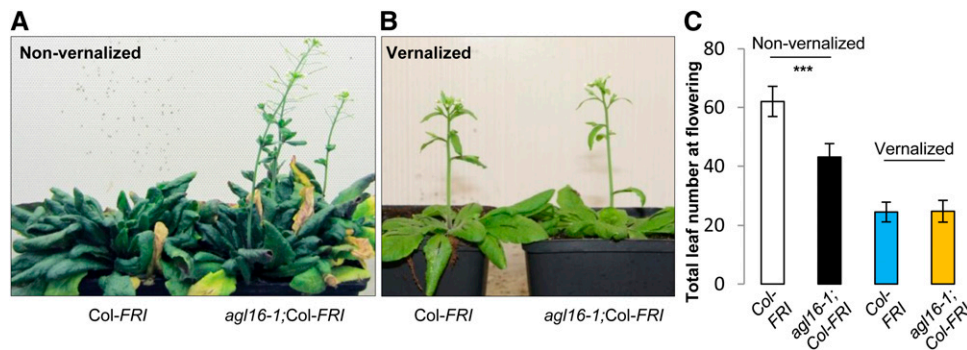 A
Non-vernalized
Col-FRI
agl16-1;Col-FRI
B
Vernalized
Col-FRI
agl16-1;Col-FRI
C
Total leaf number at flowering
80
60
40
20
0
Non-vernalized
***
Vernalized
Col-
FRI
agl16-1;
Col-FRI
Col-
FRI
agl16-1;
Col-FRI